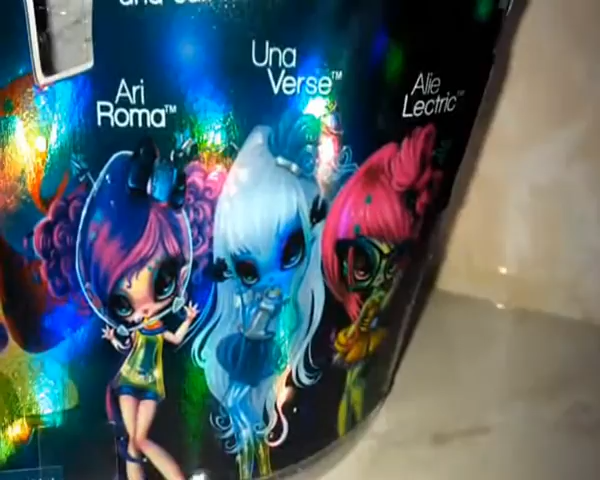 Una
Verse™
Ari
Roma™
Alie
Lectric™